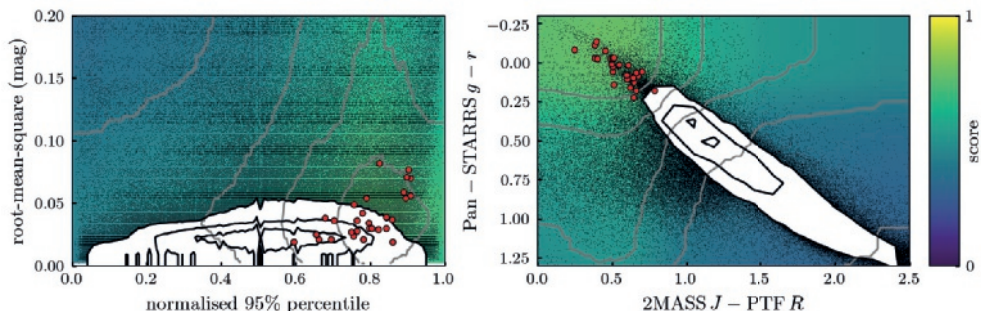 0.20
0.15
0.10
0.05
0.00
root-mean-square (mag)
0.0 0.2 0.4 0.6 0.8 1.0
normalised 95% percentile
−0.25
0.00
0.25
0.50
0.75
1.00
1.25
Pan − STARRS g − r
0.0 0.5 1.0 1.5 2.0 2.5
2MASS J − PTF R
1
0
score